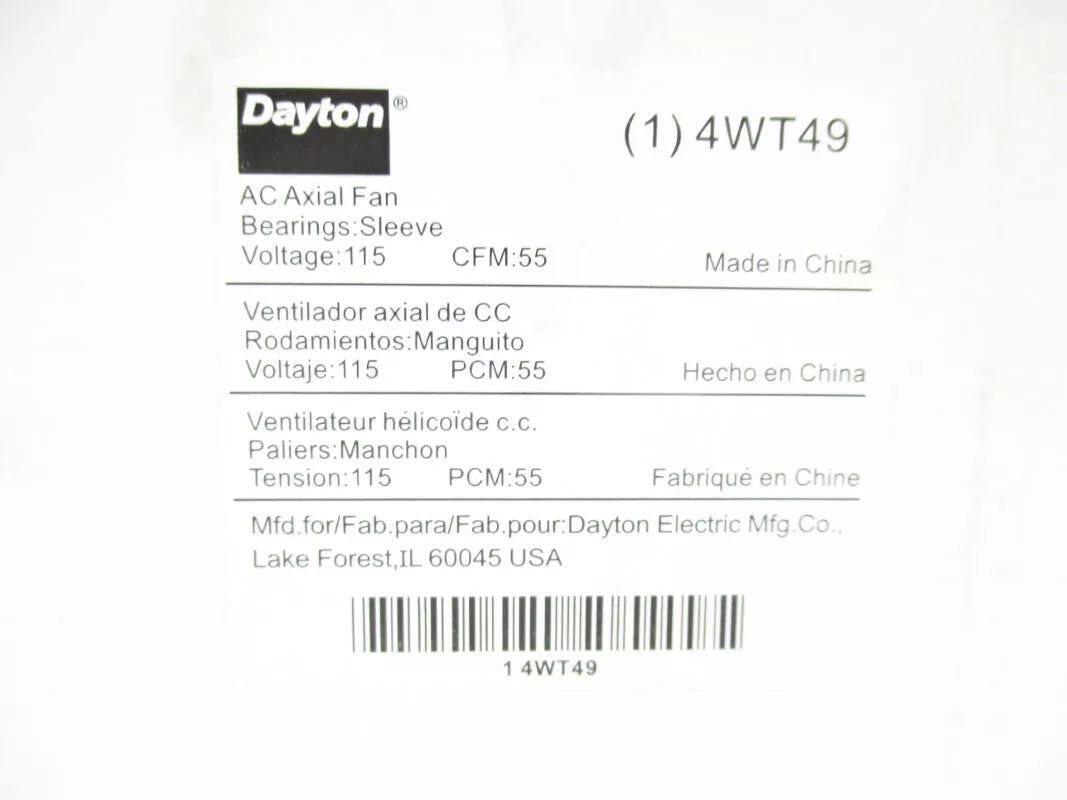 Dayton®
(1) 4WT49
AC Axial Fan
Bearings:Sleeve
Voltage:115 CFM:55 Made in China
Ventilador axial de CC
Rodamientos:Manguito
Voltaje:115 PCM:55 Hecho en China
Ventilateur hélicoïde c.c.
Paliers:Manchon
Tension:115 PCM:55 Fabriqué en Chine
Mfd.for/Fab.para/Fab.pour:Dayton Electric Mfg.Co.,
Lake Forest,IL 60045 USA
1 4WT49